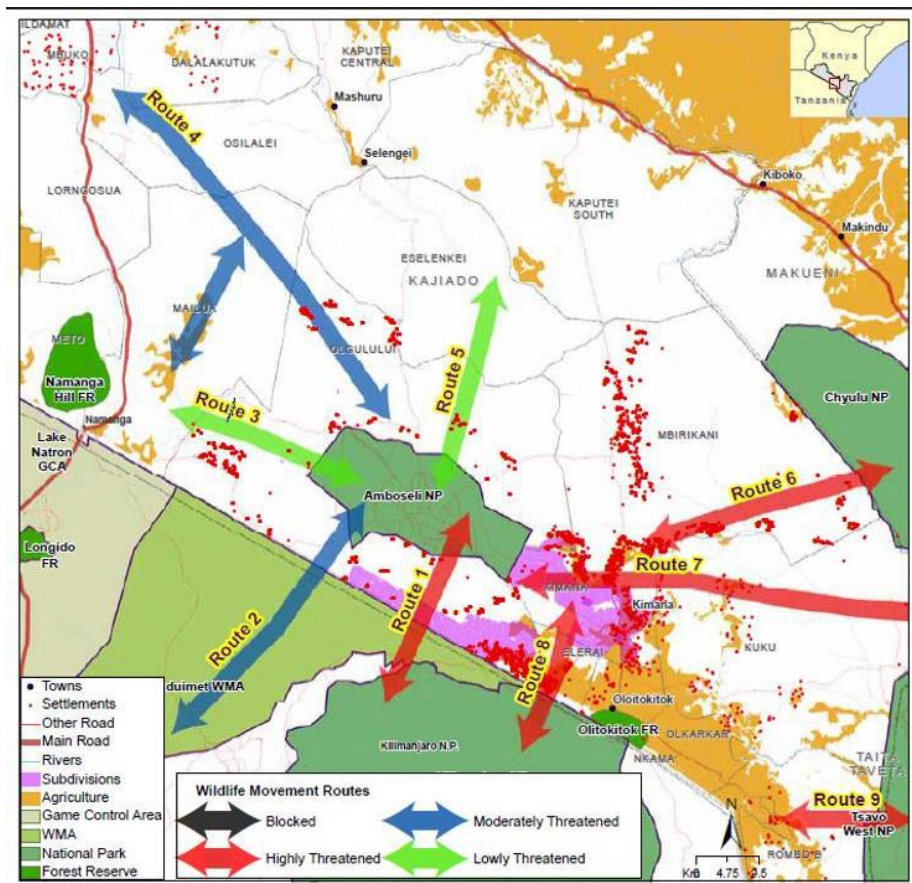 ILDAMAT
MBUKO
DALALAKUTUK
KAPUTEI
CENTRAL
Mashuru
Kenya
Tanzania
Route 4
OSILALEI
Selengei
LORNGOSUA
Kiboko
KAPUTEI
SOUTH
Makindu
ESELENKEI
KAJIADO
MAKUENI
MAILUA
METO
OLGULULUI
Route 5
Namanga
Hill FR
Chyulu NP
Route 3
Namanga
Lake
Natron
GCA
MBIRIKANI
Amboseli NP
Route 6
Longido
FR
Route 7
Route 1
KIMANA
Kimana
Route 2
Route 8
ELERAI
KUKU
duimet WMA
Oloitokitok
Olitokitok FR
OLKARKAR
Kilimanjaro N.P.
NKAMA
TAITA
TAVETA
Route 9
Tsavo
West NP
ROMBO B
N
Km
0 4.75 9.5
Towns
Settlements
Other Road
Main Road
Rivers
Subdivisions
Agriculture
Game Control Area
WMA
National Park
Forest Reserve
Wildlife Movement Routes
Blocked
Moderately Threatened
Highly Threatened
Lowly Threatened